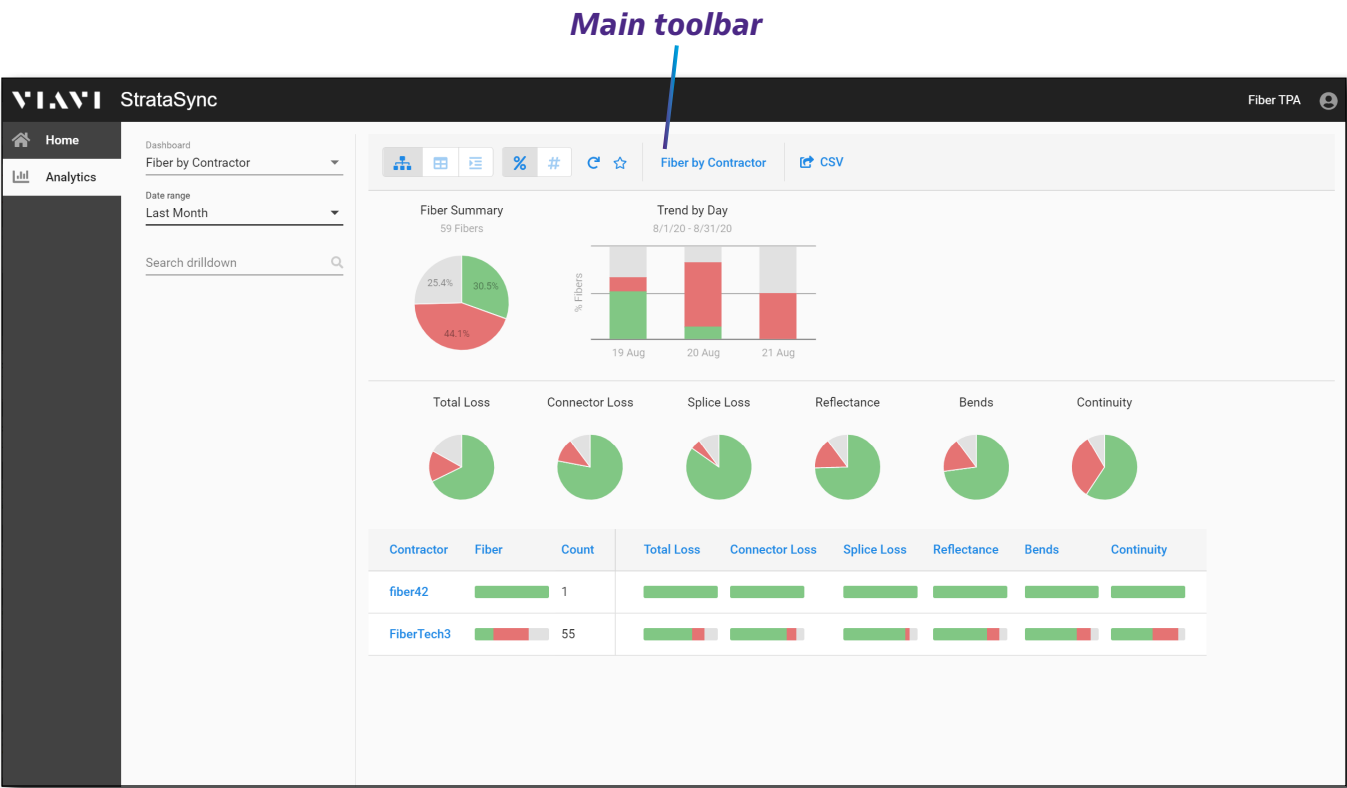 Main toolbar
VIAVI StrataSync
Fiber TPA
Home
Analytics
Dashboard
Fiber by Contractor
Date range
Last Month
Search drilldown
% # Fiber by Contractor CSV
Fiber Summary
59 Fibers
25.4%
30.5%
44.1%
Trend by Day
8/1/20 - 8/31/20
% Fibers
19 Aug 20 Aug 21 Aug
Total Loss Connector Loss Splice Loss Reflectance Bends Continuity
Contractor Fiber Count Total Loss Connector Loss Splice Loss Reflectance Bends Continuity
fiber42 1
FiberTech3 55